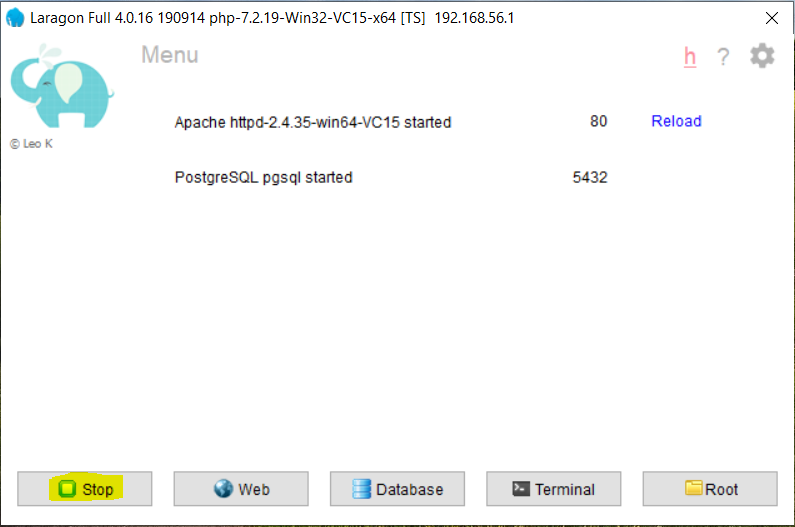 Laragon Full 4.0.16 190914 php-7.2.19-Win32-VC15-x64 [TS] 192.168.56.1
Menu
h ?
© Leo K
Apache httpd-2.4.35-win64-VC15 started 80 Reload
PostgreSQL pgsql started 5432
Stop Web Database Terminal Root